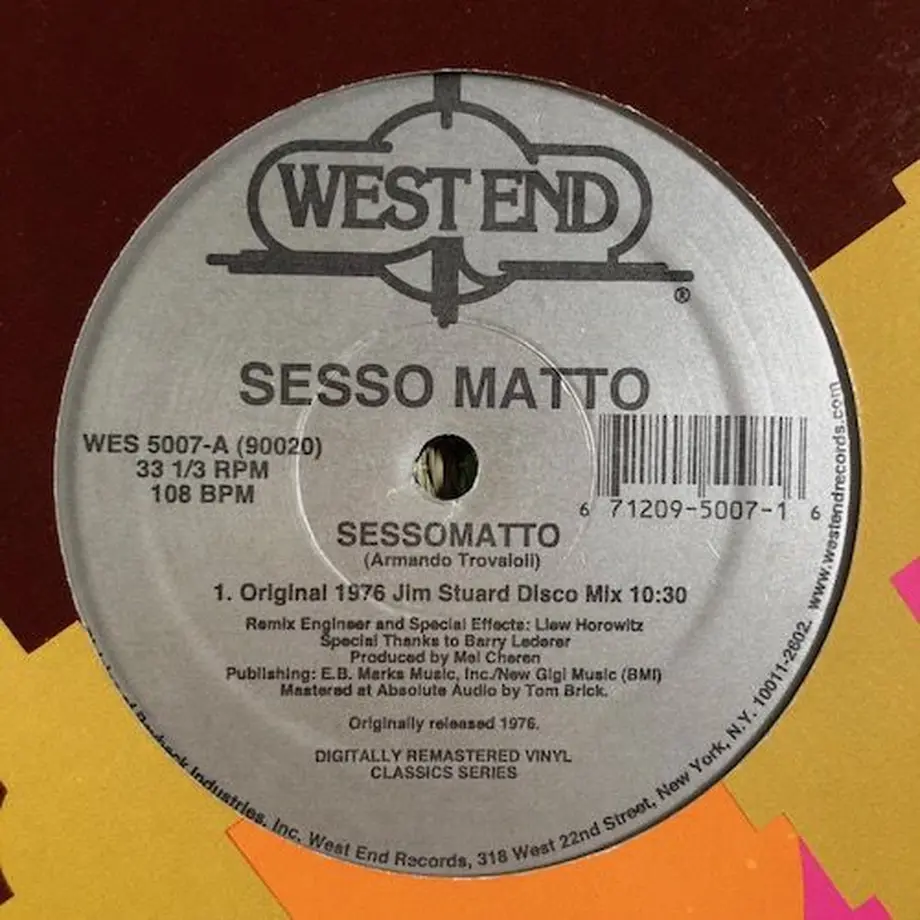 WEST END
®
SESSO MATTO
WES 5007-A (90020)
33 1/3 RPM
108 BPM
6 71209-5007-1 6
SESSOMATTO
(Armando Trovaioli)
1. Original 1976 Jim Stuard Disco Mix 10:30
Remix Engineer and Special Effects: Liew Horowitz
Special Thanks to Barry Lederer
Produced by Mel Cheren
Publishing: E.B. Marks Music, Inc./New Gigi Music (BMI)
Mastered at Absolute Audio by Tom Brick.
Originally released 1976.
DIGITALLY REMASTERED VINYL
CLASSICS SERIES
Industries, Inc. West End Records, 318 West 22nd Street, New York, N.Y. 10011-2602. www.westendrecords.com